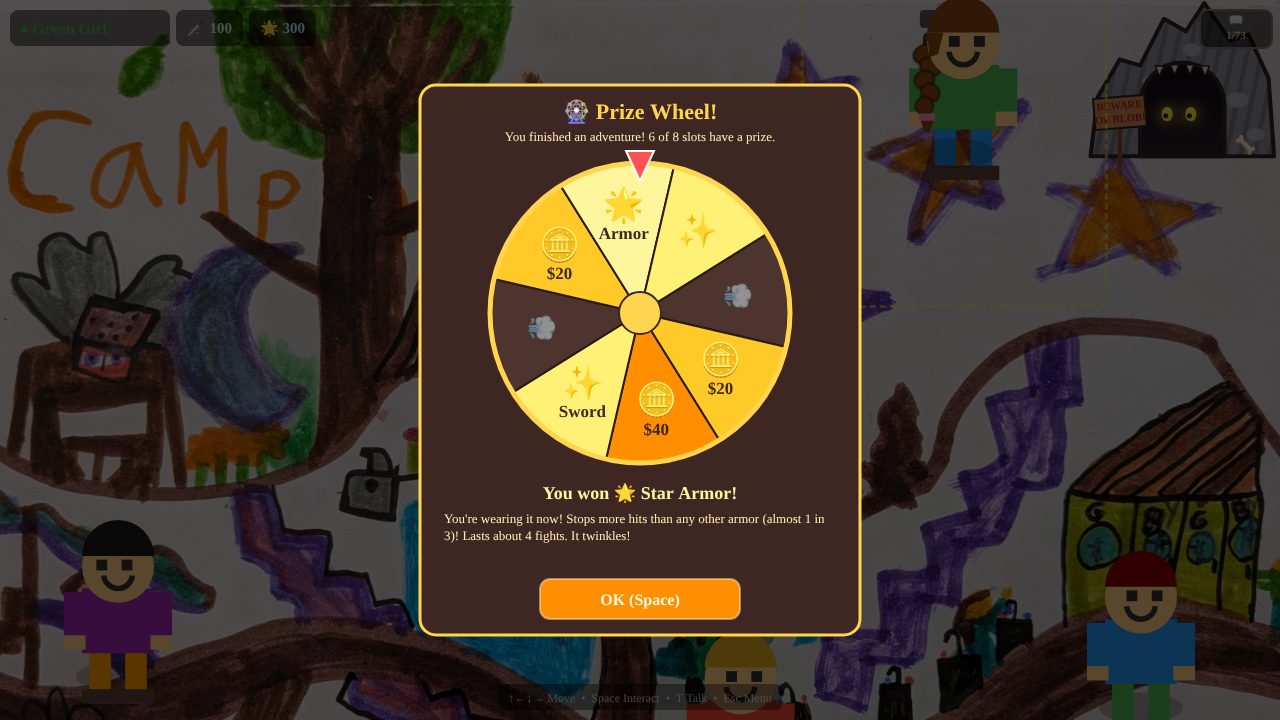 ♦ Green Girl
100
300
1/73
CaMp
BEWARE
OF BLOB!
Prize Wheel!
You finished an adventure! 6 of 8 slots have a prize.
Armor
$20
$20
Sword
$40
You won 🌟 Star Armor!
You're wearing it now! Stops more hits than any other armor (almost 1 in
3)! Lasts about 4 fights. It twinkles!
OK (Space)
↑←↓→ Move • Space Interact • T Talk • Esc Menu